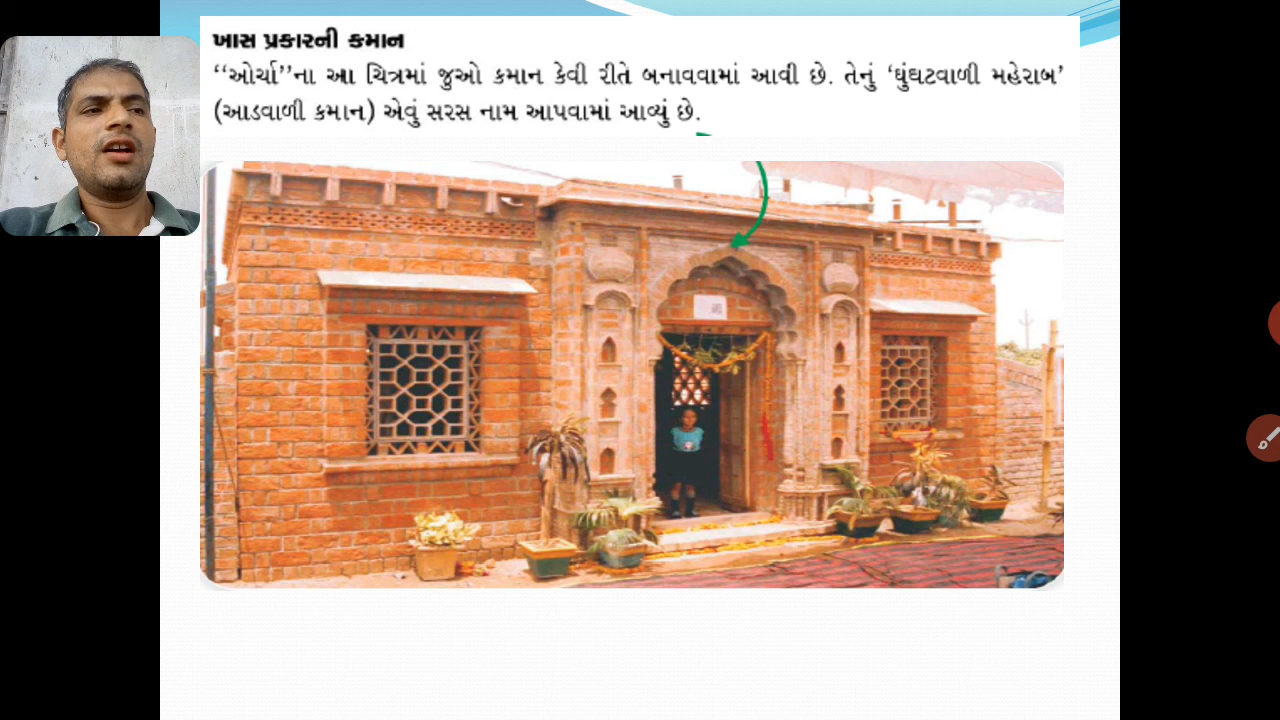 ખાસ પ્રકારની કમાન
“ઓર્ચા”ના આ ચિત્રમાં જુઓ કમાન કેવી રીતે બનાવવામાં આવી છે. તેનું ‘ઘુંઘટવાળી મહેરાબ’
(આડવાળી કમાન) એવું સરસ નામ આપવામાં આવ્યું છે.